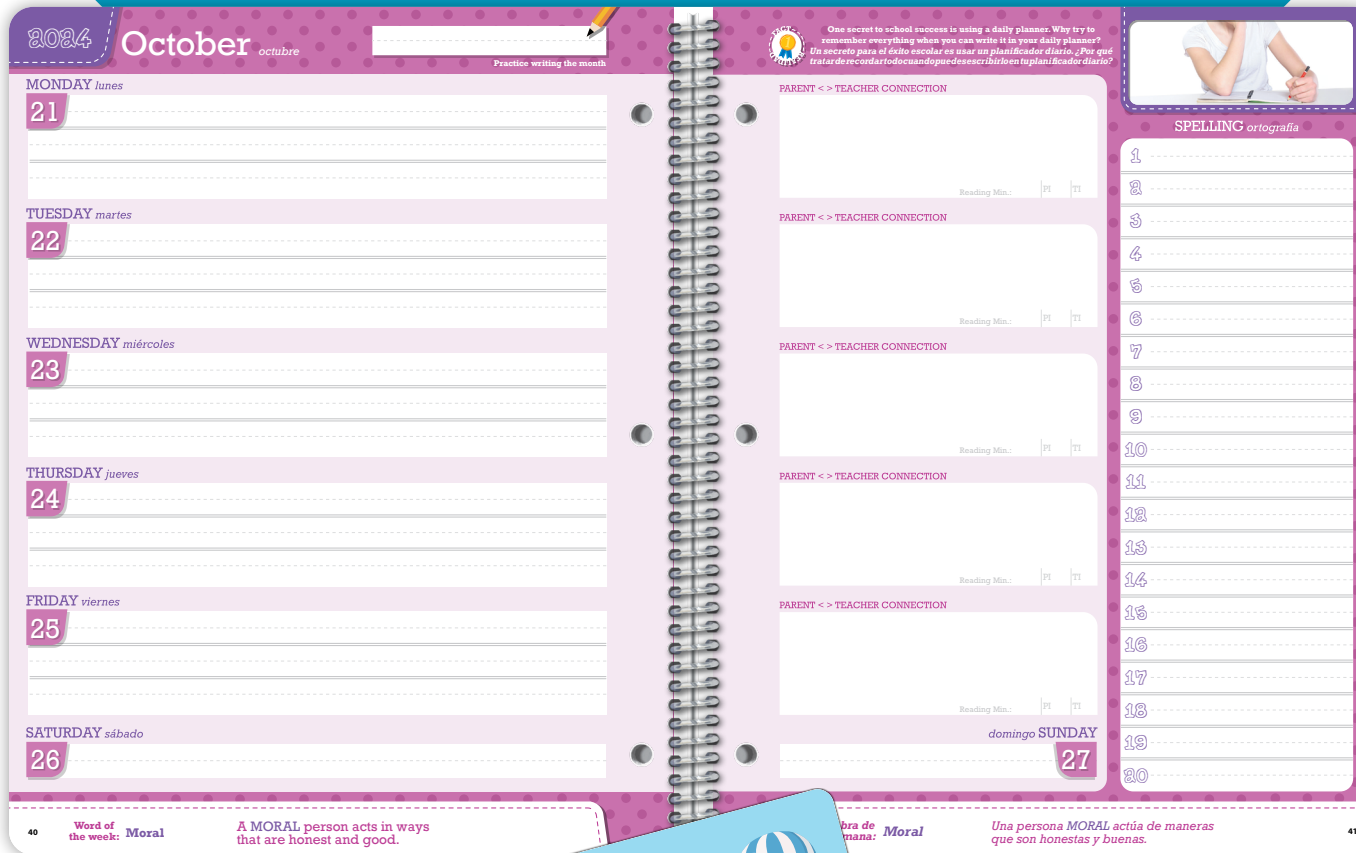 2024
October octubre
Practice writing the month
MONDAY lunes
21
TUESDAY martes
22
WEDNESDAY miércoles
23
THURSDAY jueves
24
FRIDAY viernes
25
SATURDAY sábado
26
40
Word of
the week: Moral
A MORAL person acts in ways
that are honest and good.
One secret to school success is using a daily planner. Why try to
remember everything when you can write it in your daily planner?
Un secreto para el éxito escolar es usar un planificador diario. ¿Por qué
tratar de recordar todo cuando puedes escribirlo en tu planificador diario?
PARENT < > TEACHER CONNECTION
Reading Min.: PI TI
PARENT < > TEACHER CONNECTION
Reading Min.: PI TI
PARENT < > TEACHER CONNECTION
Reading Min.: PI TI
PARENT < > TEACHER CONNECTION
Reading Min.: PI TI
PARENT < > TEACHER CONNECTION
Reading Min.: PI TI
domingo SUNDAY
27
SPELLING ortografía
1
2
3
4
5
6
7
8
9
10
11
12
13
14
15
16
17
18
19
20
bra de
mana: Moral
Una persona MORAL actúa de maneras
que son honestas y buenas.
41